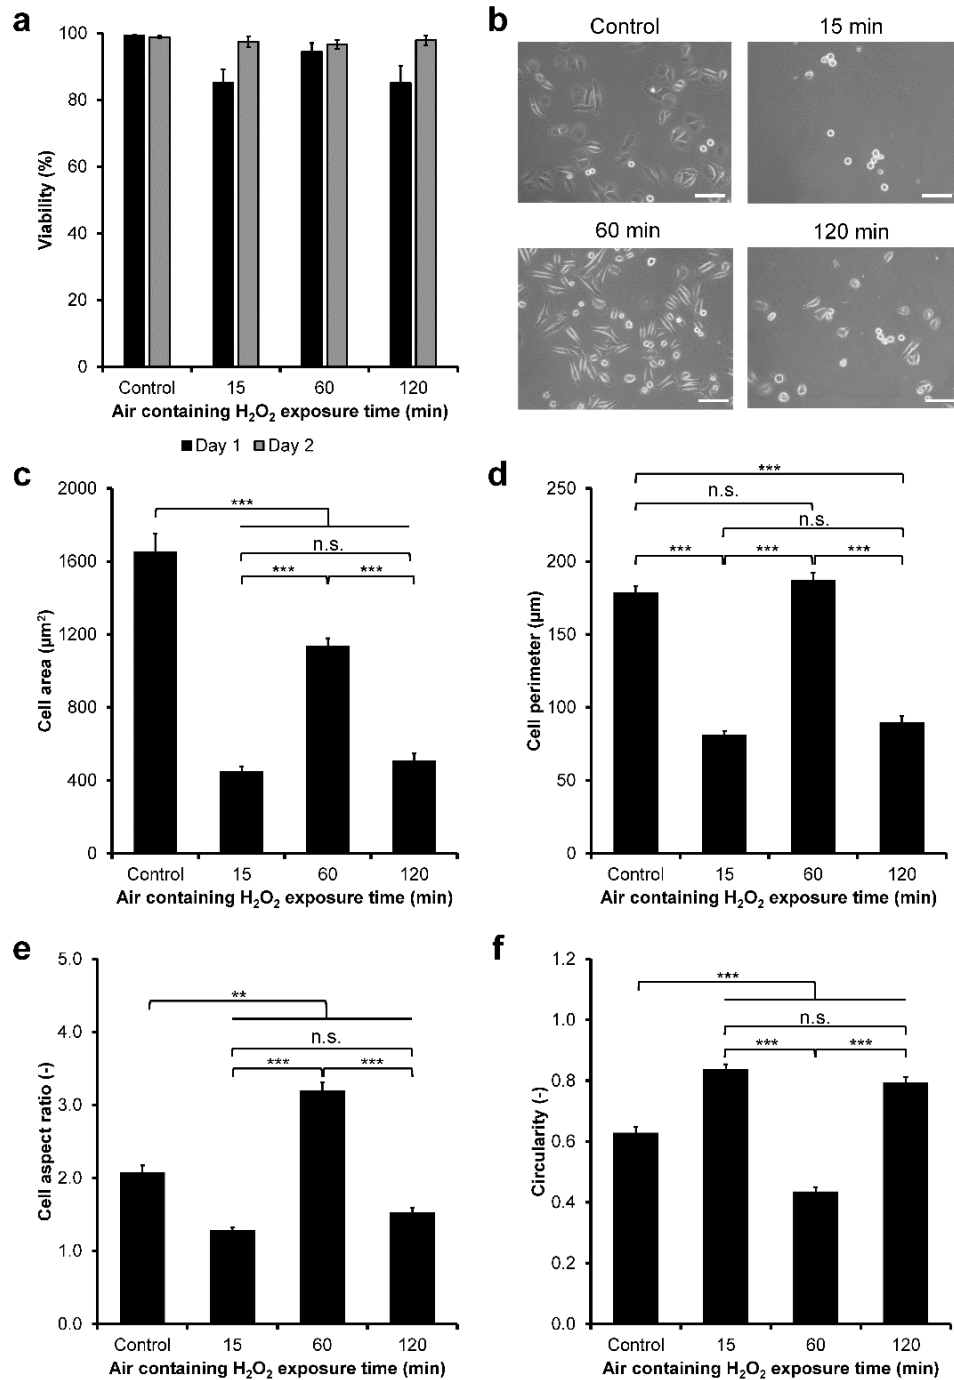 a
100
80
60
40
20
0
Viability (%)
Control 15 60 120
Air containing H₂O₂ exposure time (min)
Day 1 Day 2
b
Control 15 min
60 min 120 min
c
2000
1600
1200
800
400
0
Cell area (µm²)
***
n.s.
*** ***
Control 15 60 120
Air containing H₂O₂ exposure time (min)
d
250
200
150
100
50
0
Cell perimeter (µm)
***
n.s.
n.s.
*** *** ***
Control 15 60 120
Air containing H₂O₂ exposure time (min)
e
5.0
4.0
3.0
2.0
1.0
0.0
Cell aspect ratio (-)
**
n.s.
*** ***
Control 15 60 120
Air containing H₂O₂ exposure time (min)
f
1.2
1.0
0.8
0.6
0.4
0.2
0.0
Circularity (-)
***
n.s.
*** ***
Control 15 60 120
Air containing H₂O₂ exposure time (min)